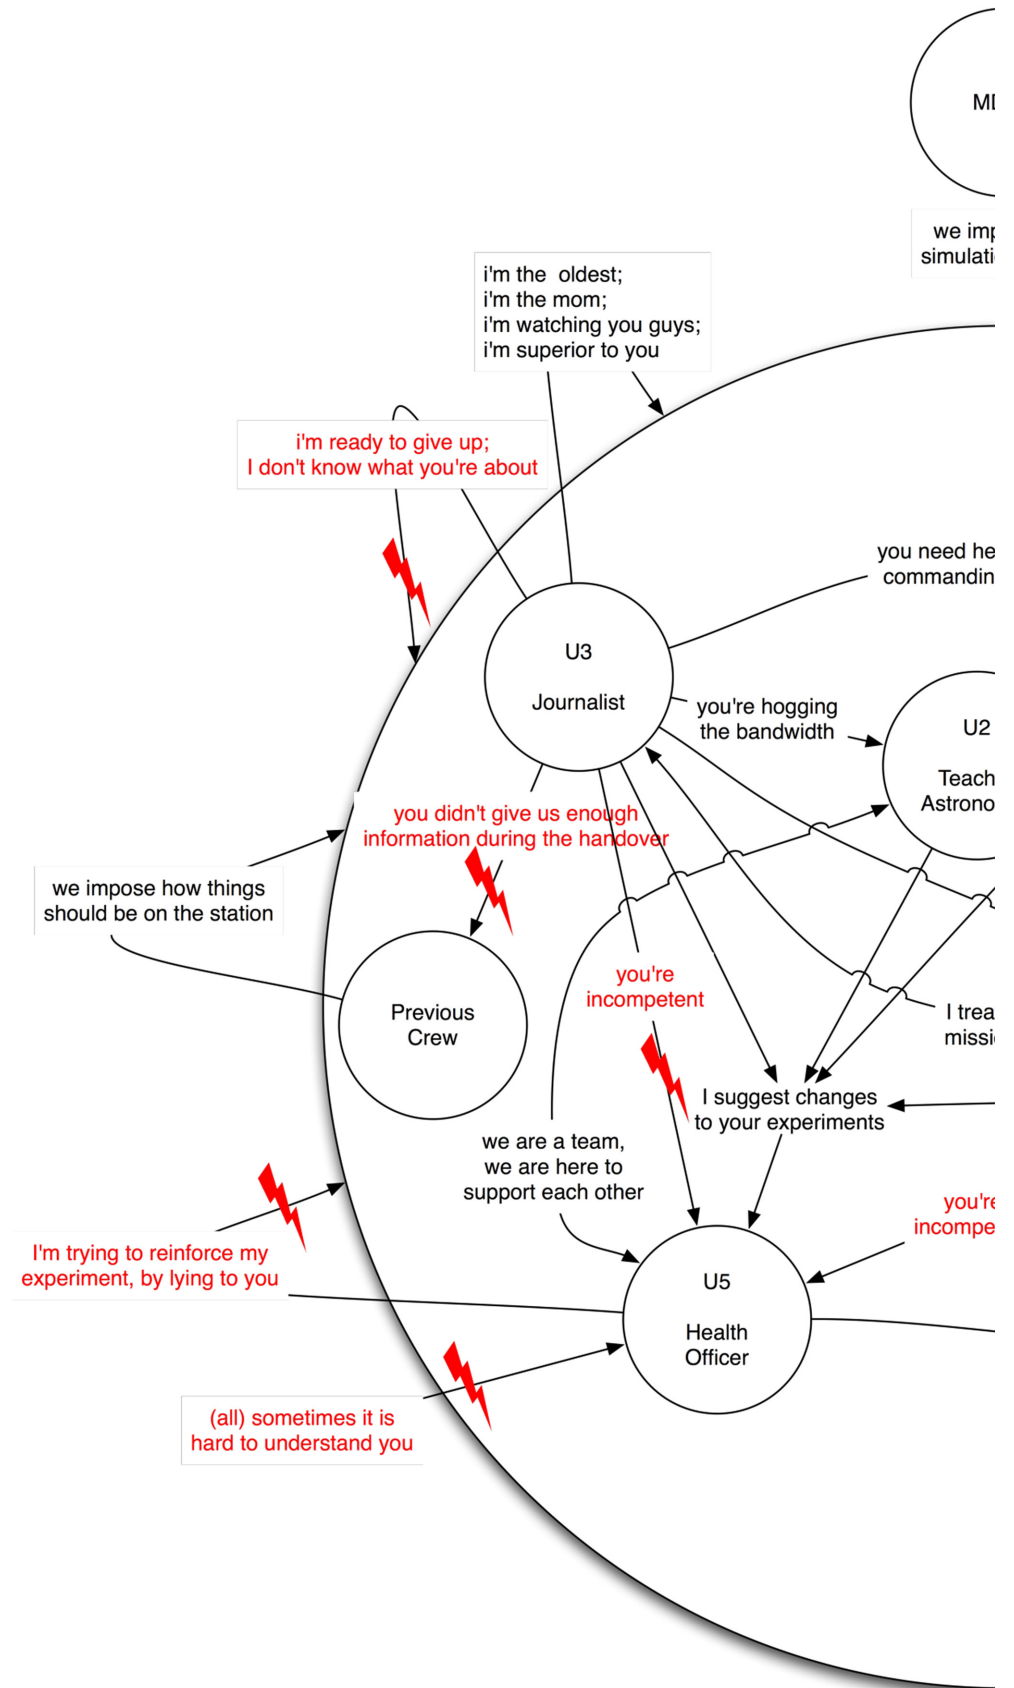 we
i'm the  oldest;
i'm the mom;
i'm watching you guys;
i'm superior to you
i'm ready to give up;
I don't know what you're about
you need
U3
Journalist
you're hogging
the bandwidth
U2
you didn't give us enough
information during the handover
we impose how things
should be on the station
you're
incompetent
Previous
Crew
I
I suggest changes
to your experiments
we are a team,
we are here to
support each other
I'm trying to reinforce my
experiment, by lying to you
U5
Health
Officer
(all) sometimes it is
hard to understand you